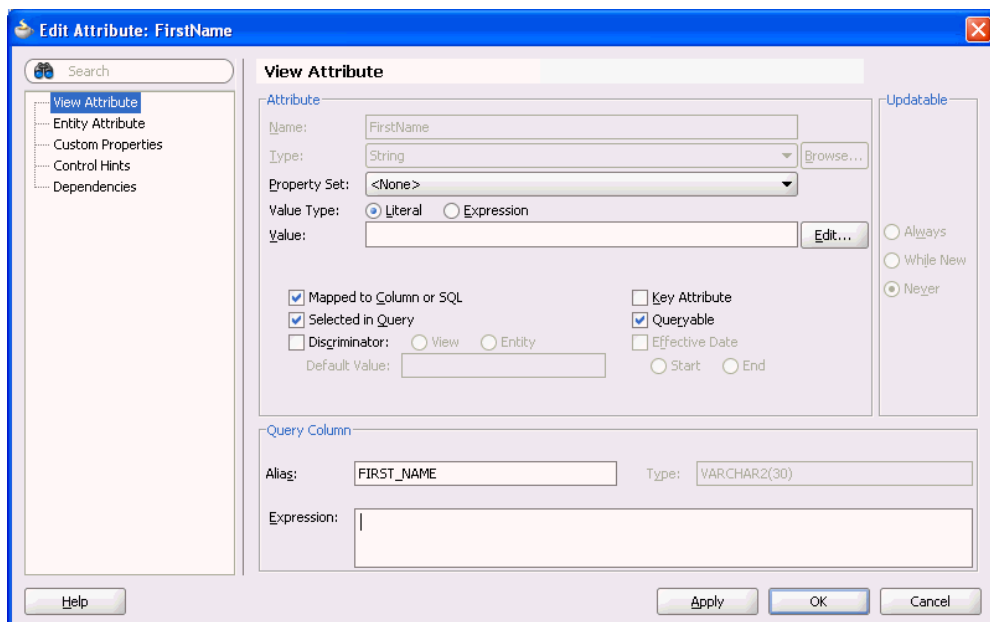 Edit Attribute: FirstName
Search
View Attribute
Entity Attribute
Custom Properties
Control Hints
Dependencies
View Attribute
Attribute
Name: FirstName
Type: String Browse...
Property Set: <None>
Value Type: Literal Expression
Value: Edit...
Mapped to Column or SQL Key Attribute
Selected in Query Queryable
Discriminator: View Entity Effective Date
Default Value: Start End
Updatable
Always
While New
Never
Query Column
Alias: FIRST_NAME Type: VARCHAR2(30)
Expression:
Help Apply OK Cancel